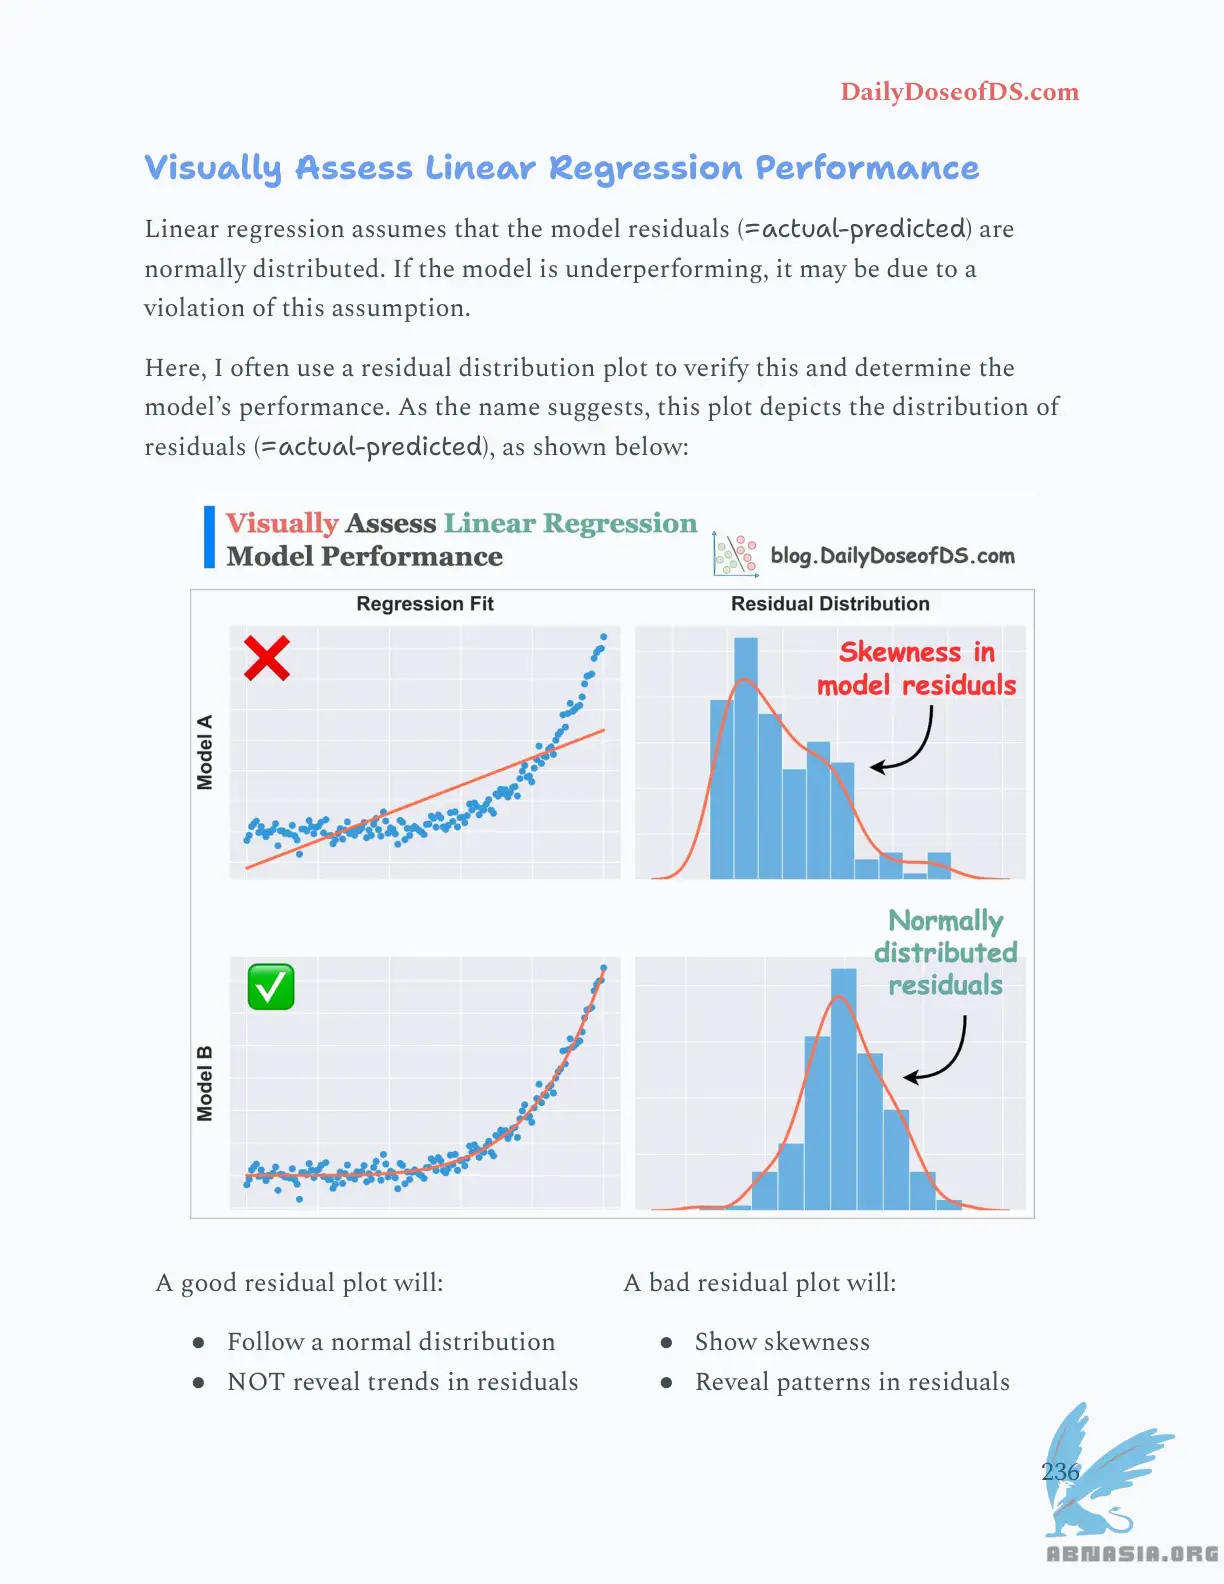 DailyDoseofDS.com
Visually Assess Linear Regression Performance
Linear regression assumes that the model residuals (=actual-predicted) are
normally distributed. If the model is underperforming, it may be due to a
violation of this assumption.
Here, I often use a residual distribution plot to verify this and determine the
model’s performance. As the name suggests, this plot depicts the distribution of
residuals (=actual-predicted), as shown below:
Visually Assess Linear Regression
Model Performance
blog.DailyDoseofDS.com
Regression Fit
Residual Distribution
Model A
Skewness in
model residuals
Model B
Normally
distributed
residuals
A good residual plot will:
● Follow a normal distribution
● NOT reveal trends in residuals
A bad residual plot will:
● Show skewness
● Reveal patterns in residuals
236
ABNASIA.ORG